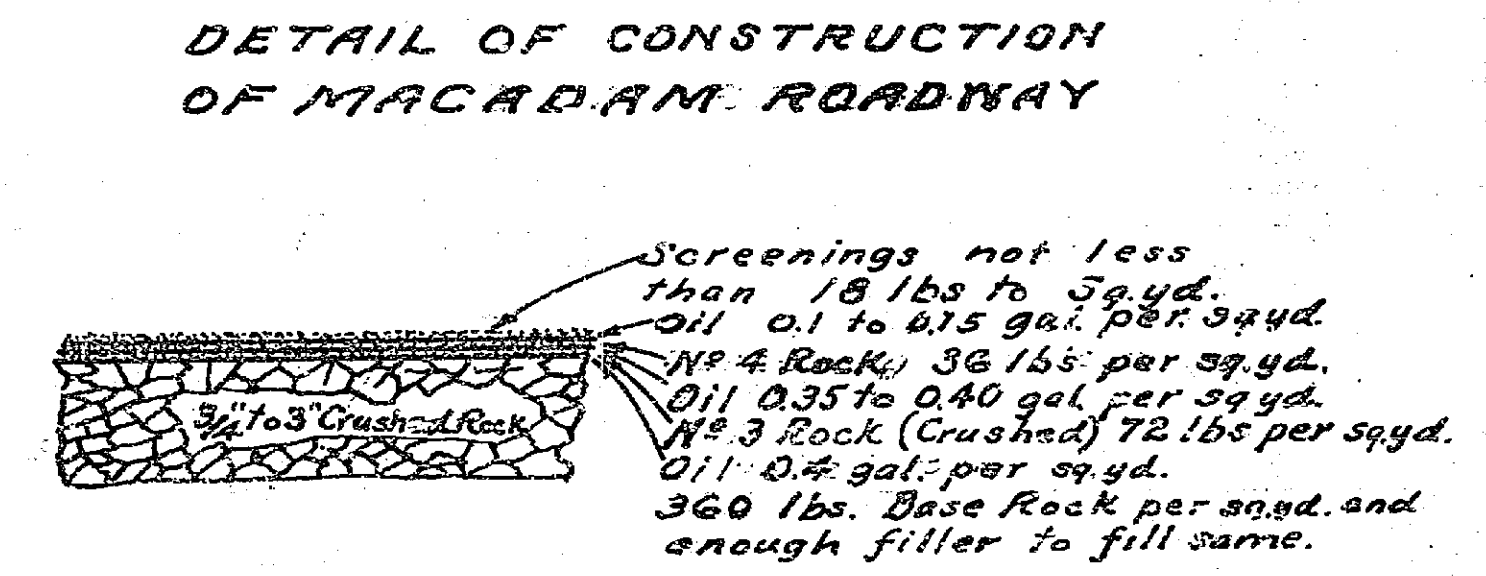 DETAIL OF CONSTRUCTION
OF MACADAM ROADWAY
Screenings not less
than 18 lbs to Sq.yd.
Oil 0.1 to 0.15 gal. per sq.yd.
Nº 4 Rock, 36 lbs per sq.yd.
Oil 0.35 to 0.40 gal. per sq yd.
3/4" to 3" Crushed Rock
Nº 3 Rock (Crushed) 72 lbs per sq.yd.
Oil 0.4 gal. per sq.yd.
360 lbs. Base Rock per sq.yd. and
enough filler to fill same.